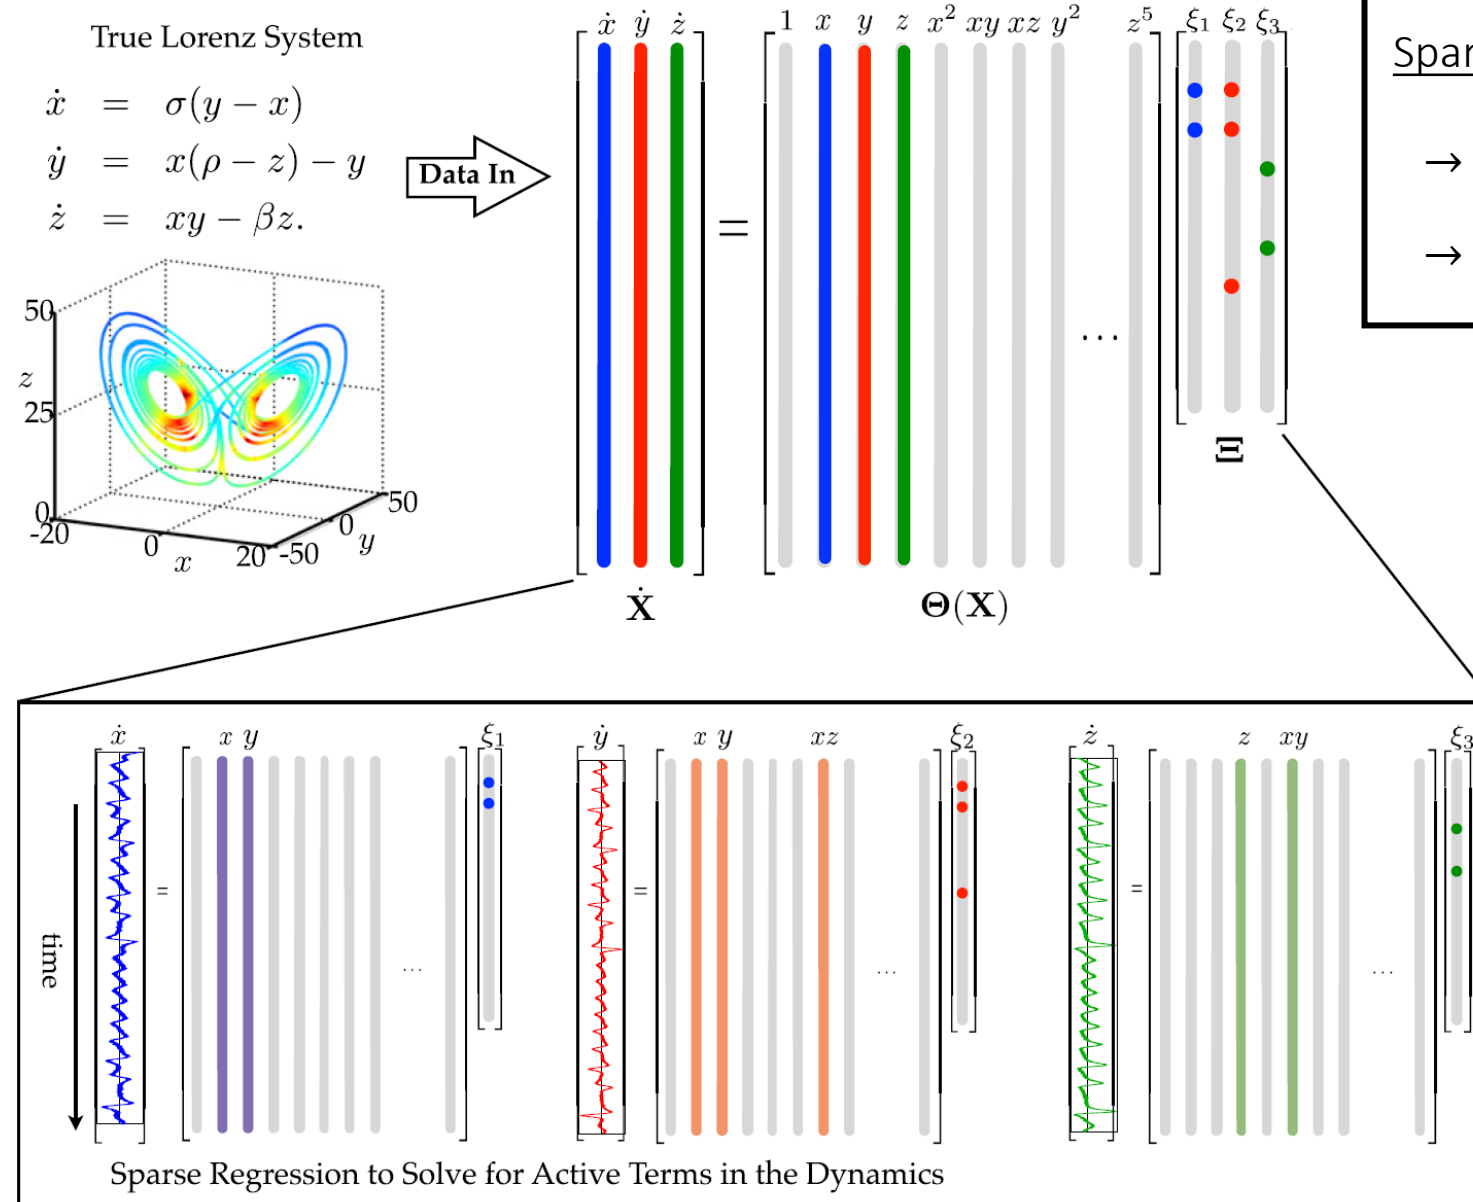 True Lorenz System
ẋ = σ(y − x)
ẏ = x(ρ − z) − y
ż = xy − βz.
Data In
ẋ ẏ ż
=
1 x y z x² xy xz y² z⁵
...
ξ₁ ξ₂ ξ₃
Ẋ
Θ(X)
Ξ
Spar
→
→
50
z
25
0
-20
0
x
20
-50
0
y
50
time
ẋ
=
x y
...
ξ₁
ẏ
=
x y xz
...
ξ₂
ż
=
z xy
...
ξ₃
Sparse Regression to Solve for Active Terms in the Dynamics